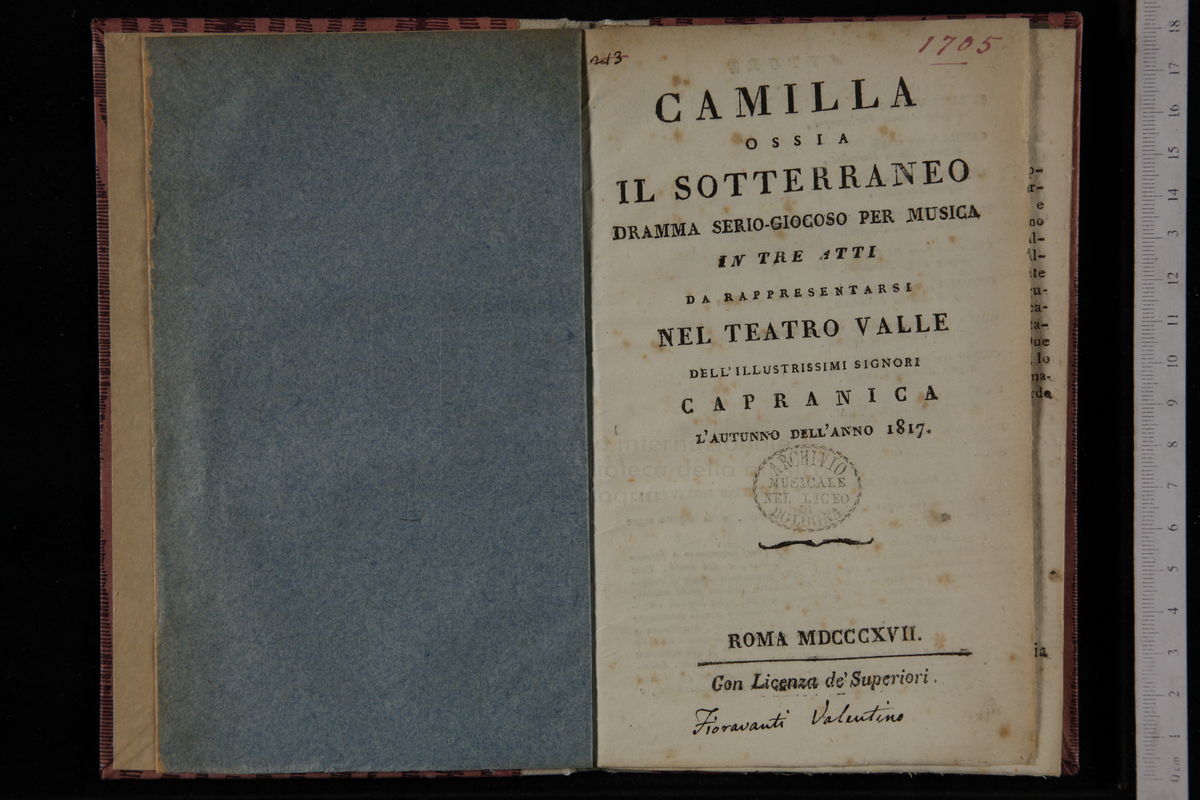 213
1705
CAMILLA
OSSIA
IL SOTTERRANEO
DRAMMA SERIO-GIOCOSO PER MUSICA
IN TRE ATTI
DA RAPPRESENTARSI
NEL TEATRO VALLE
DELL'ILLUSTRISSIMI SIGNORI
CAPRANICA
L'AUTUNNO DELL'ANNO 1817.
ARCHIVIO
MUSICALE
NEL LICEO
DI
BOLOGNA
ROMA MDCCCXVII.
Con Licenza de' Superiori.
Fioravanti Valentino